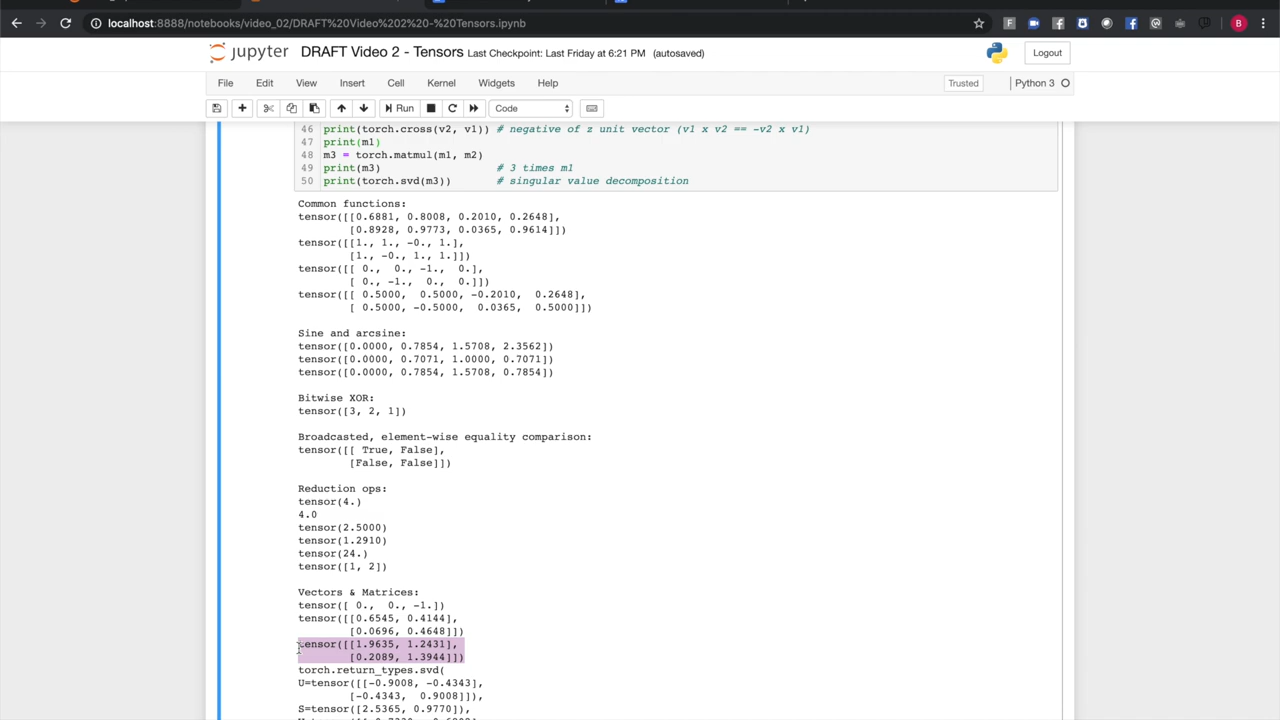 localhost:8888/notebooks/video_02/DRAFT%20Video%202%20-%20Tensors.ipynb
jupyter DRAFT Video 2 - Tensors Last Checkpoint: Last Friday at 6:21 PM (autosaved) Logout
File Edit View Insert Cell Kernel Widgets Help Trusted Python 3
Run Code
46 print(torch.cross(v2, v1)) # negative of z unit vector (v1 x v2 == -v2 x v1)
47 print(m1)
48 m3 = torch.matmul(m1, m2)
49 print(m3) # 3 times m1
50 print(torch.svd(m3)) # singular value decomposition
Common functions:
tensor([[0.6881, 0.8008, 0.2010, 0.2648],
[0.8928, 0.9773, 0.0365, 0.9614]])
tensor([[1., 1., -0., 1.],
[1., -0., 1., 1.]])
tensor([[ 0., 0., -1., 0.],
[ 0., -1., 0., 0.]])
tensor([[ 0.5000, 0.5000, -0.2010, 0.2648],
[ 0.5000, -0.5000, 0.0365, 0.5000]])
Sine and arcsine:
tensor([0.0000, 0.7854, 1.5708, 2.3562])
tensor([0.0000, 0.7071, 1.0000, 0.7071])
tensor([0.0000, 0.7854, 1.5708, 0.7854])
Bitwise XOR:
tensor([3, 2, 1])
Broadcasted, element-wise equality comparison:
tensor([[ True, False],
[False, False]])
Reduction ops:
tensor(4.)
4.0
tensor(2.5000)
tensor(1.2910)
tensor(24.)
tensor([1, 2])
Vectors & Matrices:
tensor([ 0., 0., -1.])
tensor([[0.6545, 0.4144],
[0.0696, 0.4648]])
tensor([[1.9635, 1.2431],
[0.2089, 1.3944]])
torch.return_types.svd(
U=tensor([[-0.9008, -0.4343],
[-0.4343, 0.9008]]),
S=tensor([2.5365, 0.9770]),